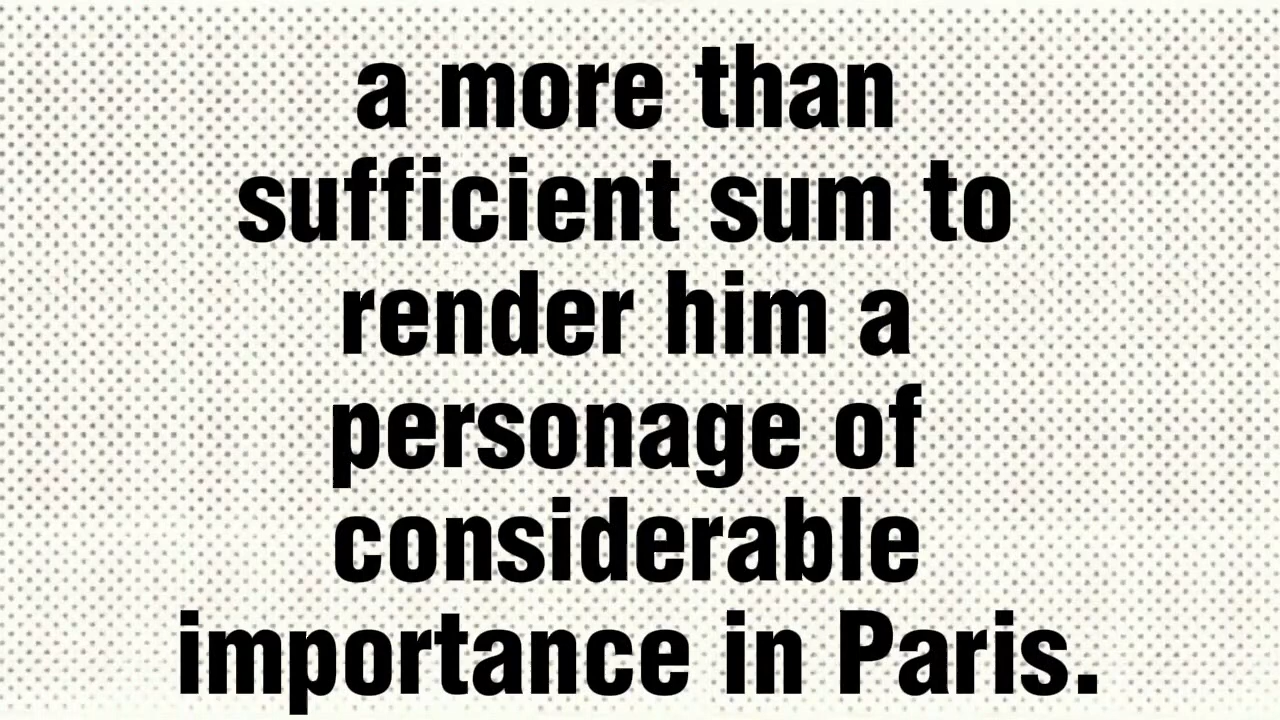 a more than
sufficient sum to
render him a
personage of
considerable
importance in Paris.